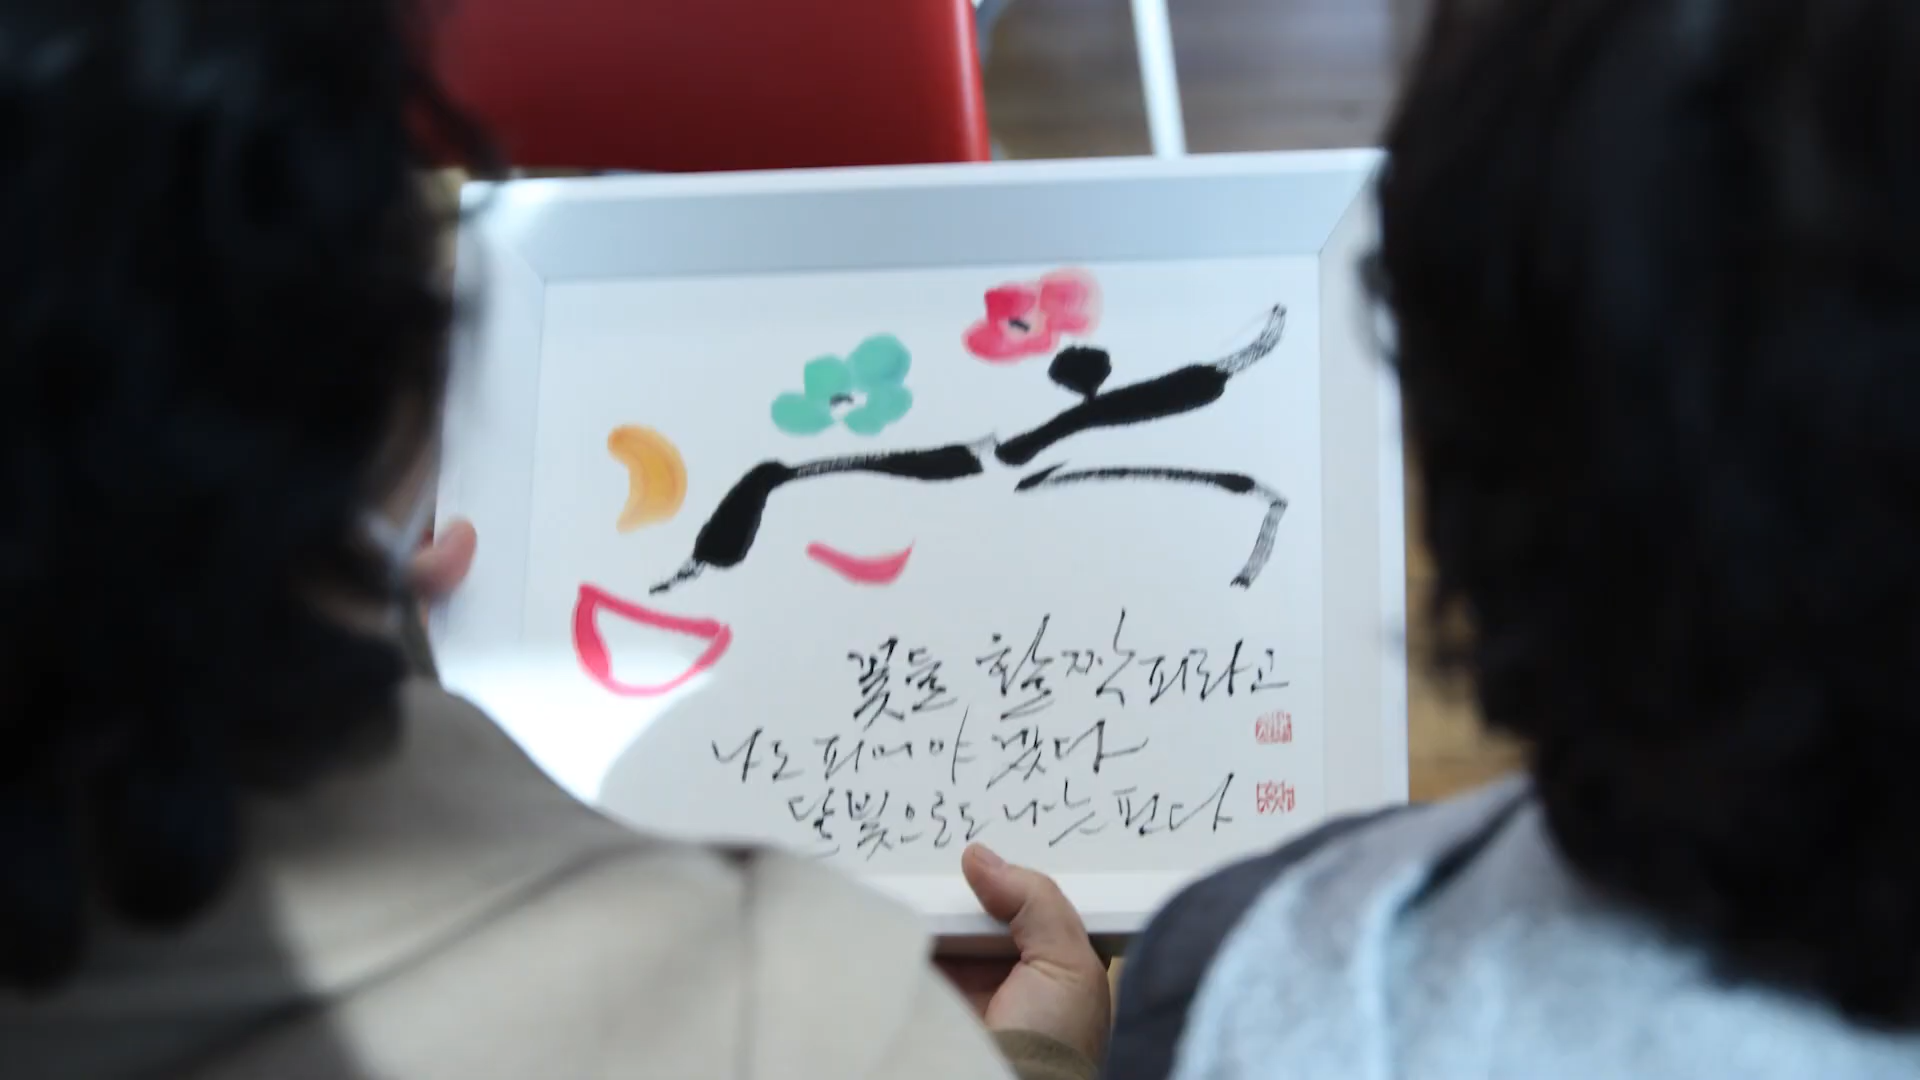 꽃들 활짝 피라고
나도 피어야 겠다
달빛으로도 나는 핀다